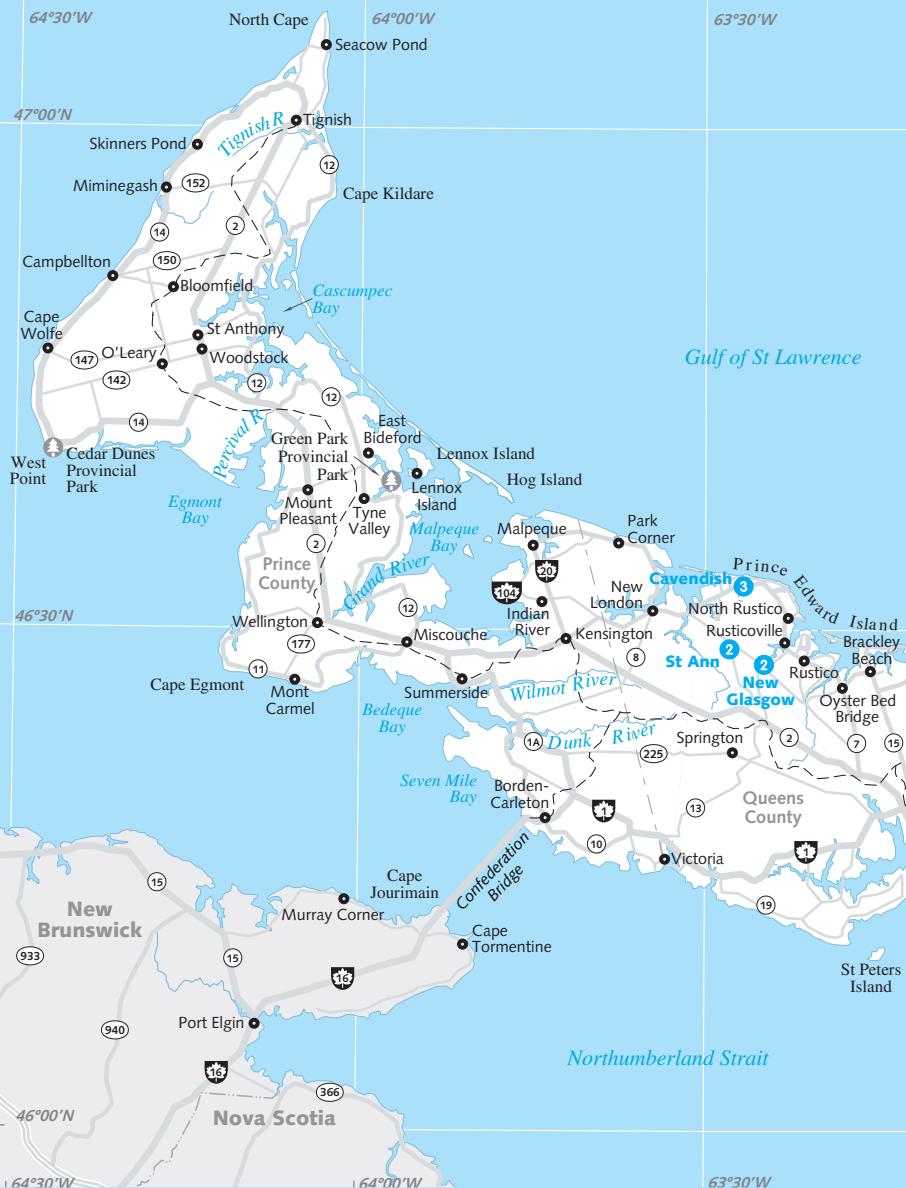 64°30'W
North Cape
64°00'W
63°30'W
Seacow Pond
47°00'N
Tignish R
Tignish
Skinners Pond
12
152
Miminegash
Cape Kildare
14
2
150
Campbellton
Bloomfield
Cascumpec
Bay
Cape
Wolfe
St Anthony
147
O'Leary
Woodstock
Gulf of St Lawrence
142
12
12
14
Percival R
East
Bideford
Green Park
Provincial
Park
Lennox Island
West
Point
Cedar Dunes
Provincial
Park
Hog Island
Lennox
Island
Egmont
Bay
Mount
Pleasant
Tyne
Valley
Malpeque
Bay
Malpeque
Park
Corner
2
Prince
County
Grand River
20
104
Cavendish
3
Prince Edward Island
New
London
North Rustico
12
Indian
River
46°30'N
Wellington
177
Miscouche
Kensington
Rusticoville
Brackley
Beach
8
St Ann
2
2
New
Glasgow
Rustico
11
Cape Egmont
Mont
Carmel
Summerside
Wilmot River
Oyster Bed
Bridge
Bedeque
Bay
1A
Dunk River
225
Springton
2
7
15
Seven Mile
Bay
Borden-
Carleton
1
13
Queens
County
10
Victoria
1
Confederation
Bridge
15
Cape
Jourimain
19
New
Brunswick
Murray Corner
Cape
Tormentine
933
15
16
St Peters
Island
Port Elgin
940
Northumberland Strait
16
366
46°00'N
Nova Scotia
64°30'W
64°00'W
63°30'W